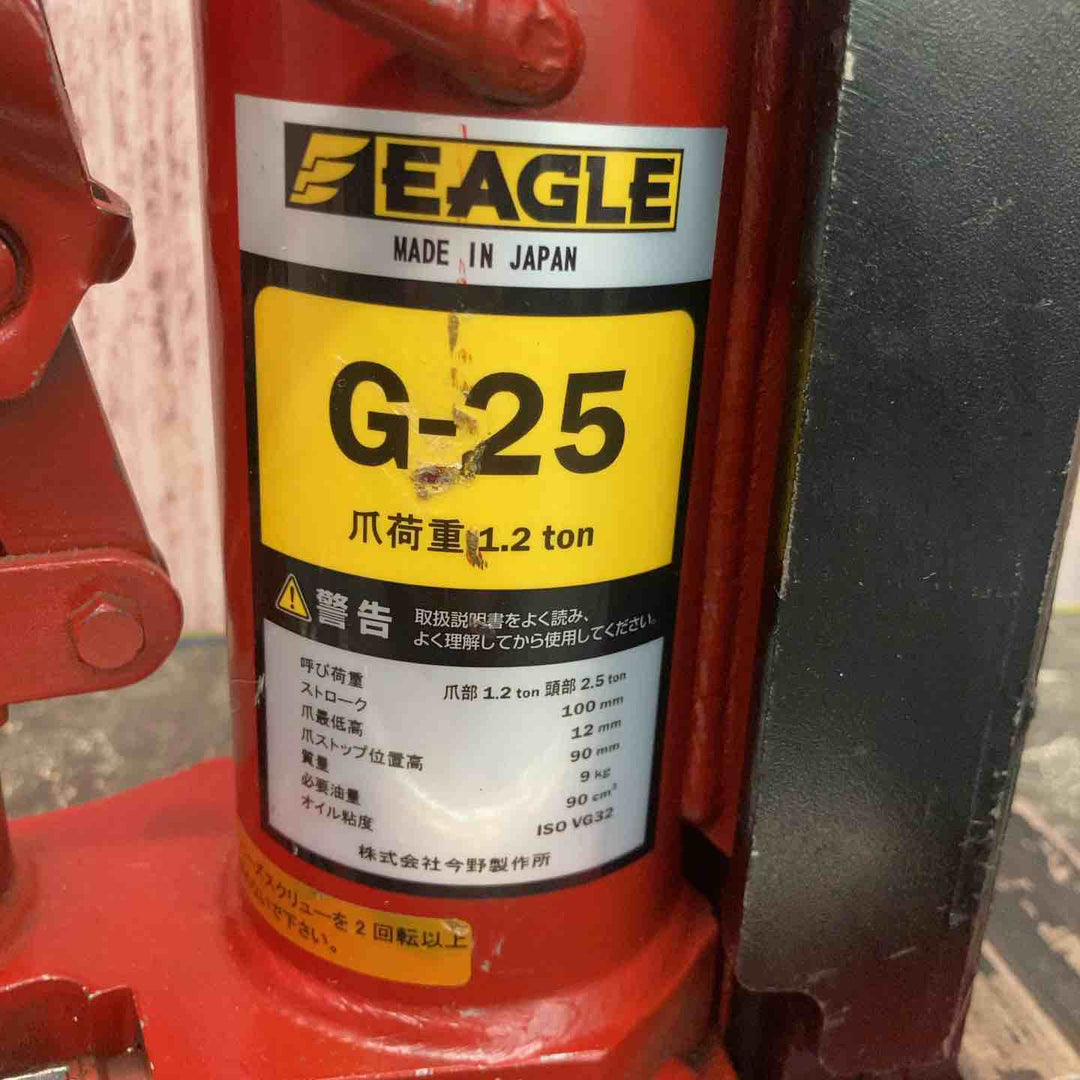 EAGLE
MADE IN JAPAN
G-25
爪荷重 1.2 ton
警告
取扱説明書をよく読み、
よく理解してから使用してください。
呼び荷重 爪部 1.2 ton 頭部 2.5 ton
ストローク 100 mm
爪最低高 12 mm
爪ストップ位置高 90 mm
質量 9 kg
必要油量 90 cm³
オイル粘度 ISO VG32
株式会社今野製作所
スクリューを2回転以上
いで下さい。